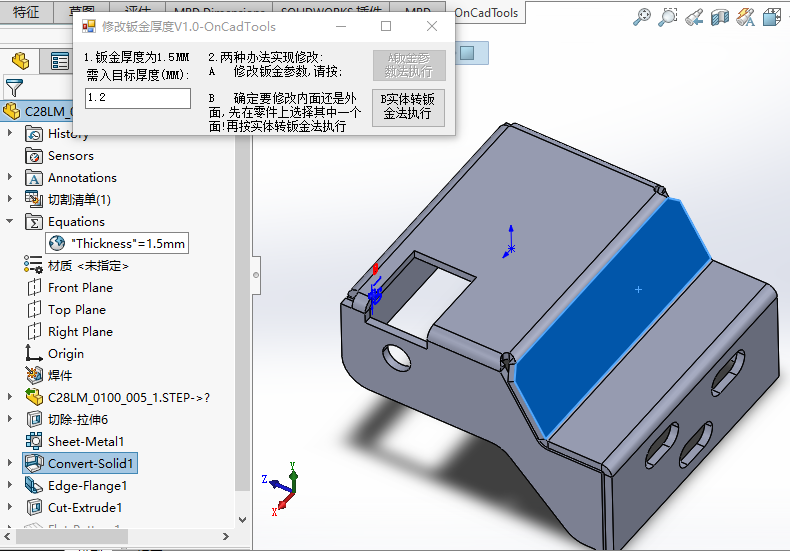 特征
草图
评估
MBD Dimensions
SOLIDWORKS 插件
MBD
OnCadTools
修改钣金厚度V1.0-OnCadTools
1.钣金厚度为1.5MM
需入目标厚度(MM):
1.2
2.两种办法实现修改:
A 修改钣金参数,请按;
A取金参
数法执行
B 确定要修改内面还是外
面,先在零件上选择其中一个
面!再按实体转钣金法执行
B实体转钣
金法执行
C28LM_0
History
Sensors
Annotations
切割清单(1)
Equations
"Thickness"=1.5mm
材质 <未指定>
Front Plane
Top Plane
Right Plane
Origin
焊件
C28LM_0100_005_1.STEP->?
切除-拉伸6
Sheet-Metal1
Convert-Solid1
Edge-Flange1
Cut-Extrude1
Y
Z
X